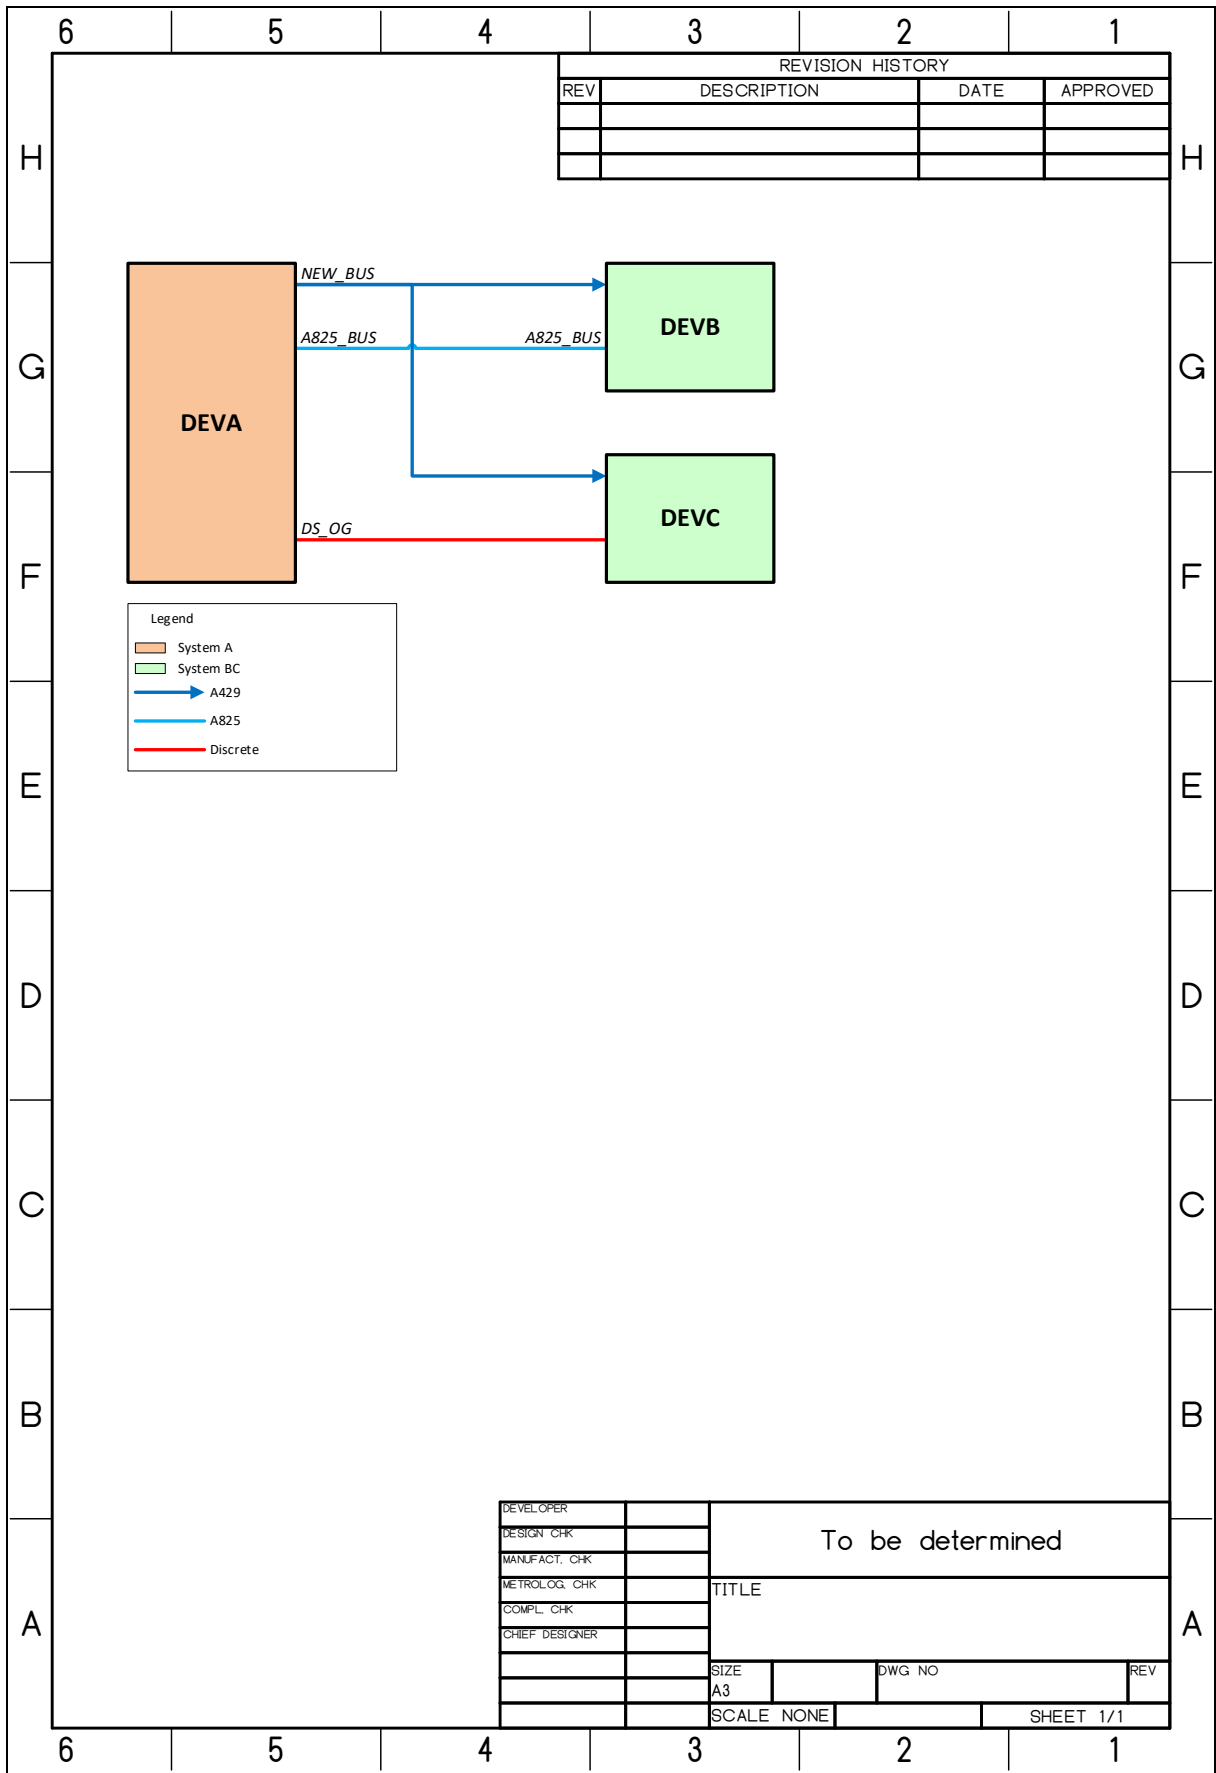 6 5 4 3 2 1
REVISION HISTORY
REV DESCRIPTION DATE APPROVED
H H
NEW_BUS
A825_BUS A825_BUS
DEVB
G G
DEVA
DEVC
DS_OG
F F
Legend
System A
System BC
A429
A825
Discrete
E E
D D
C C
B B
DEVELOPER
DESIGN CHK
To be determined
MANUFACT. CHK
METROLOG. CHK
TITLE
COMPL. CHK
A A
CHIEF DESIGNER
SIZE DWG NO REV
A3
SCALE NONE SHEET 1/1
6 5 4 3 2 1